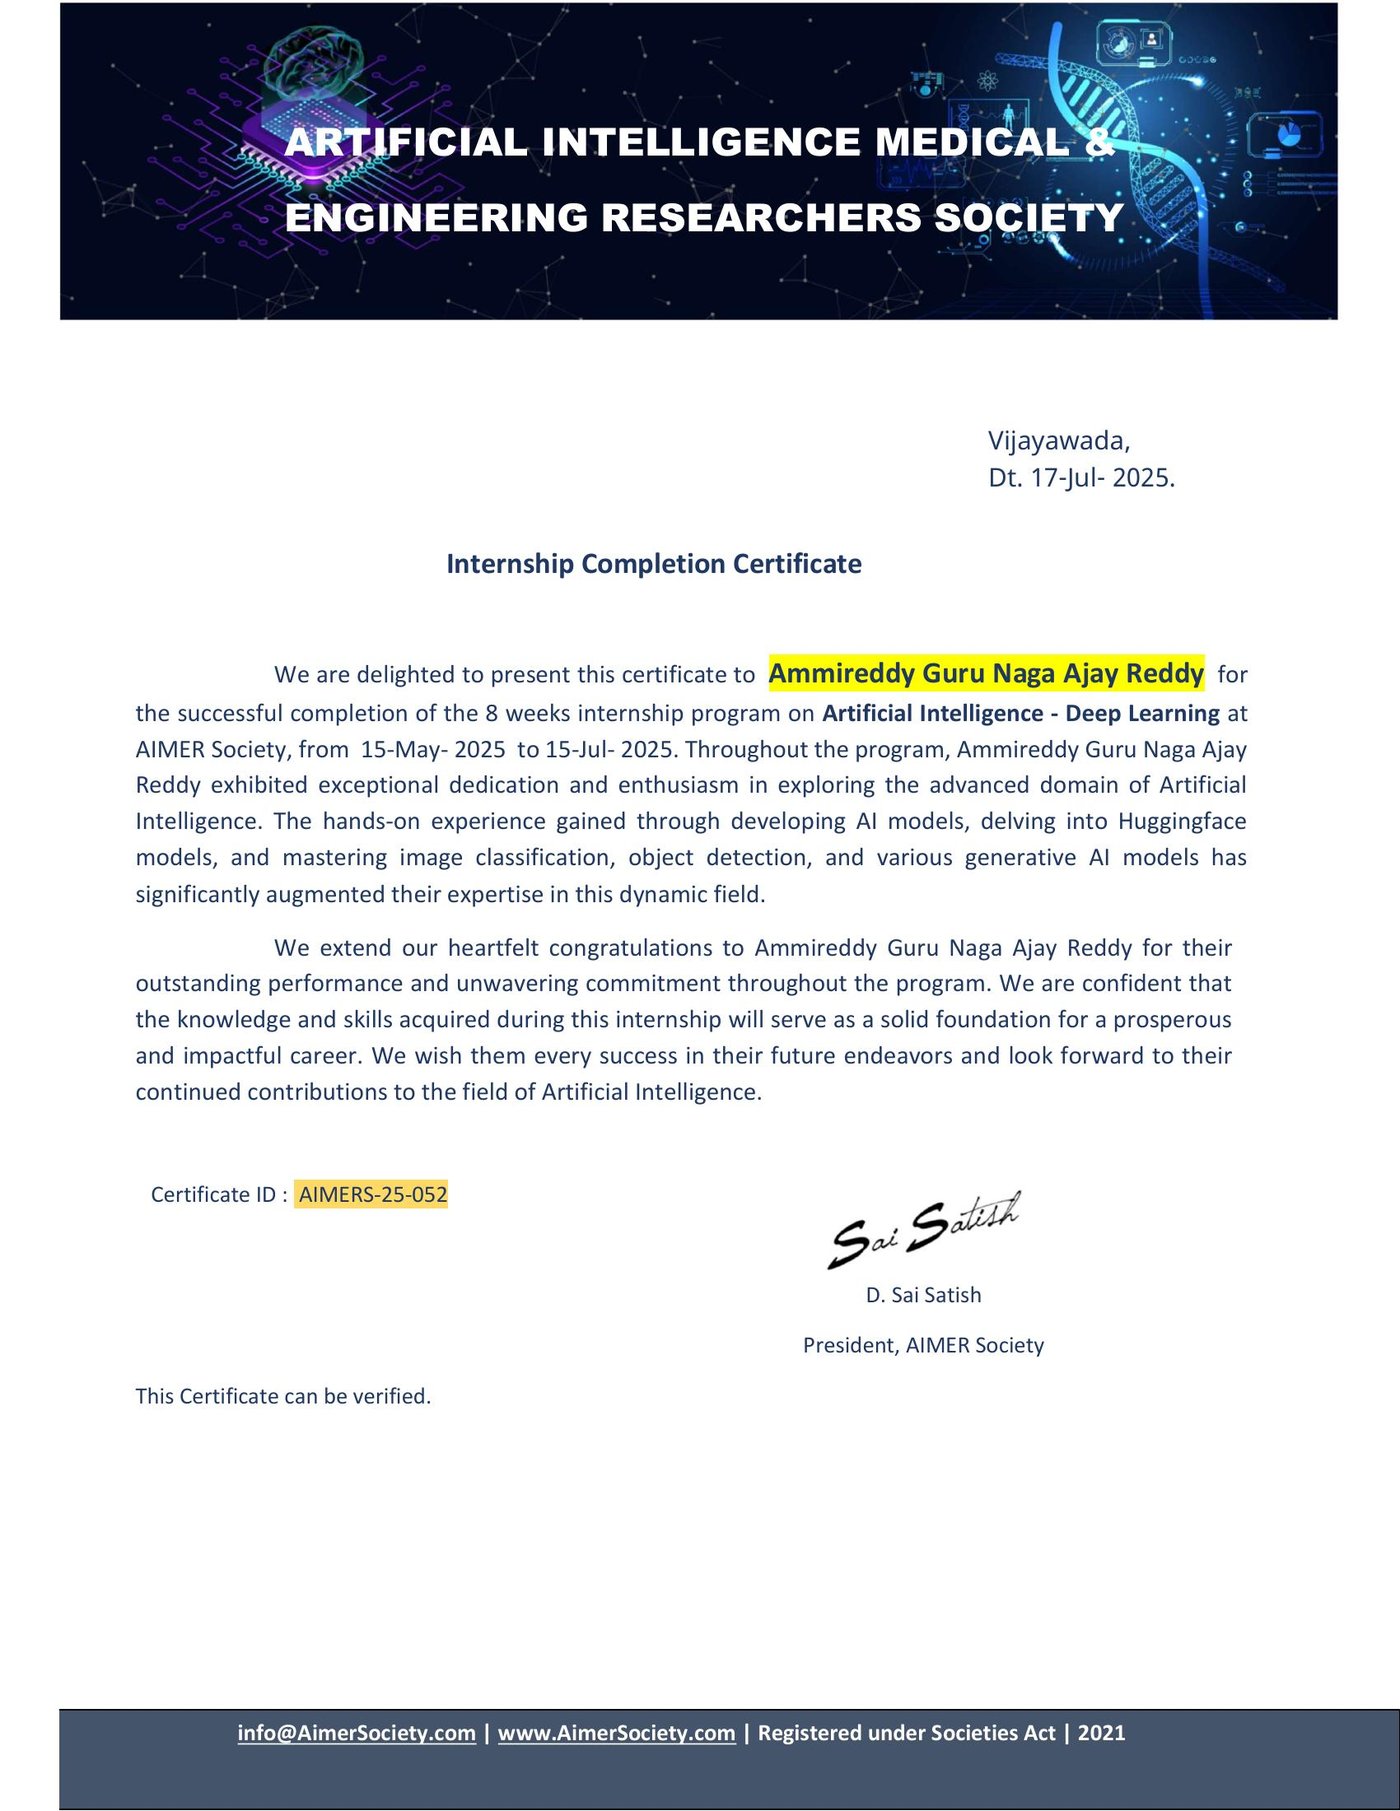 ARTIFICIAL INTELLIGENCE MEDICAL &
ENGINEERING RESEARCHERS SOCIETY
Vijayawada,
Dt. 17-Jul- 2025.
Internship Completion Certificate
We are delighted to present this certificate to Ammireddy Guru Naga Ajay Reddy for
the successful completion of the 8 weeks internship program on Artificial Intelligence - Deep Learning at
AIMER Society, from 15-May- 2025 to 15-Jul- 2025. Throughout the program, Ammireddy Guru Naga Ajay
Reddy exhibited exceptional dedication and enthusiasm in exploring the advanced domain of Artificial
Intelligence. The hands-on experience gained through developing AI models, delving into Huggingface
models, and mastering image classification, object detection, and various generative AI models has
significantly augmented their expertise in this dynamic field.
We extend our heartfelt congratulations to Ammireddy Guru Naga Ajay Reddy for their
outstanding performance and unwavering commitment throughout the program. We are confident that
the knowledge and skills acquired during this internship will serve as a solid foundation for a prosperous
and impactful career. We wish them every success in their future endeavors and look forward to their
continued contributions to the field of Artificial Intelligence.
Certificate ID : AIMERS-25-052
Sai Satish
D. Sai Satish
President, AIMER Society
This Certificate can be verified.
info@AimerSociety.com | www.AimerSociety.com | Registered under Societies Act | 2021